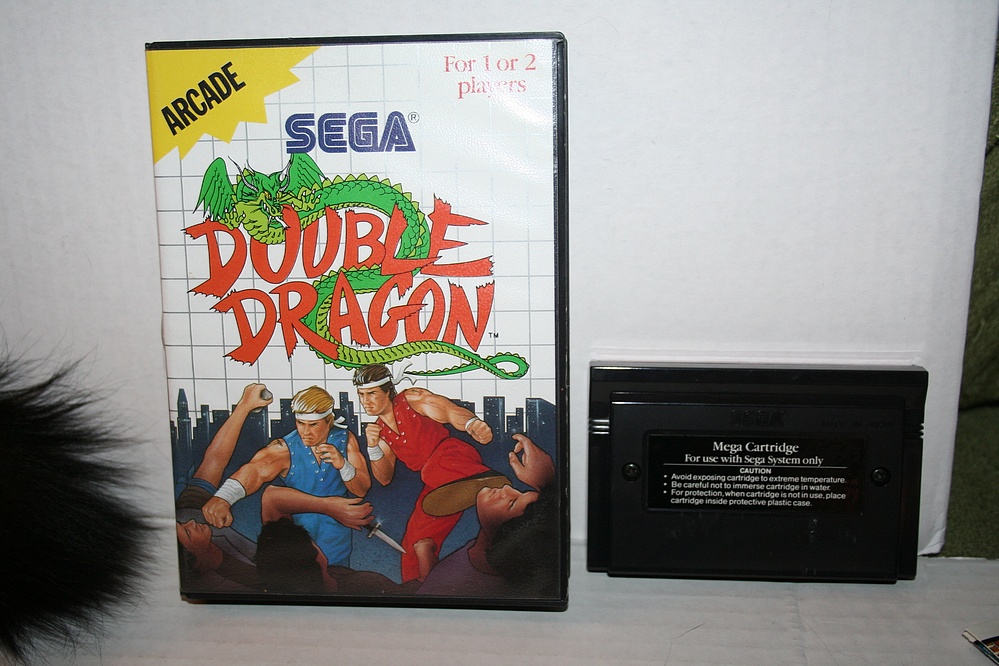 ARCADE
For 1 or 2
players
SEGA®
DOUBLE
DRAGON™
SEGA
Mega Cartridge
For use with Sega System only
CAUTION
• Avoid exposing cartridge to extreme temperature.
• Be careful not to immerse cartridge in water.
• For protection, when cartridge is not in use, place
cartridge inside protective plastic case.